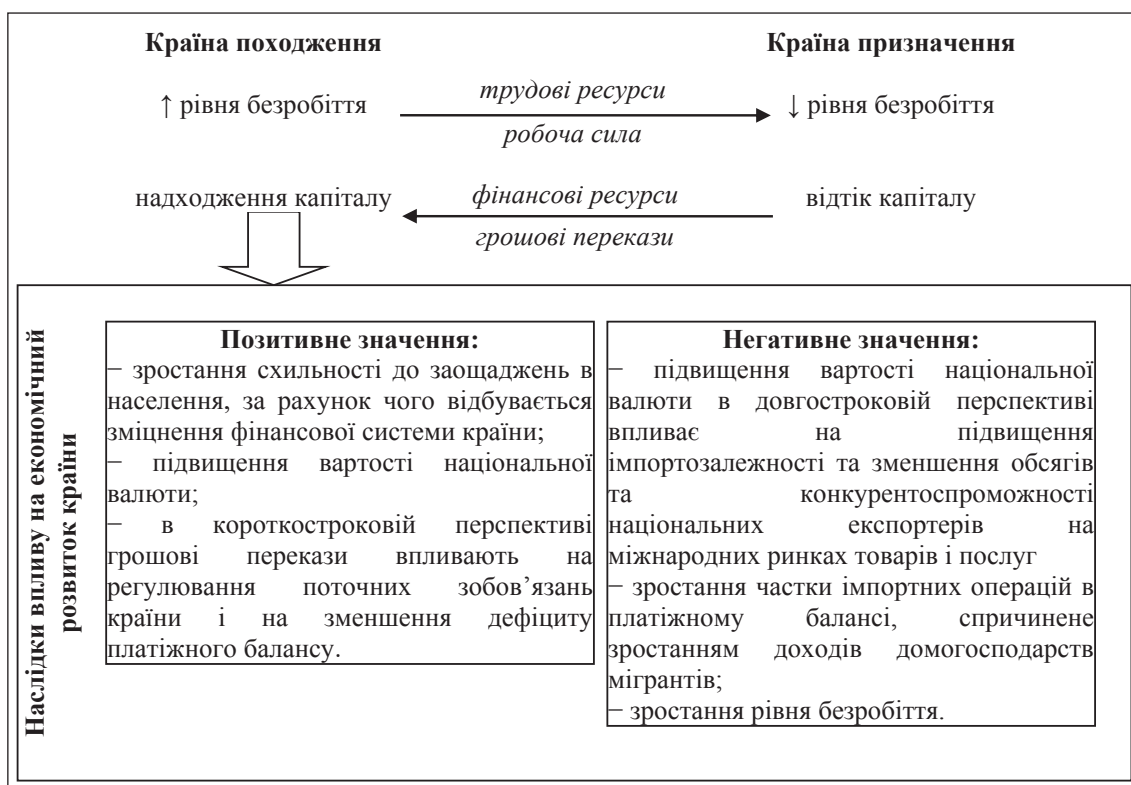 Країна походження
Країна призначення
↑ рівня безробіття
трудові ресурси
робоча сила
↓ рівня безробіття
надходження капіталу
фінансові ресурси
грошові перекази
відтік капіталу
Наслідки впливу на економічний
розвиток країни
Позитивне значення:
− зростання схильності до заощаджень в
населення, за рахунок чого відбувається
зміцнення фінансової системи країни;
− підвищення вартості національної
валюти;
− в короткостроковій перспективі
грошові перекази впливають на
регулювання поточних зобов’язань
країни і на зменшення дефіциту
платіжного балансу.
Негативне значення:
− підвищення вартості національної
валюти в довгостроковій перспективі
впливає на підвищення
імпортозалежності та зменшення обсягів
та конкурентоспроможності
національних експортерів на
міжнародних ринках товарів і послуг
− зростання частки імпортних операцій в
платіжному балансі, спричинене
зростанням доходів домогосподарств
мігрантів;
− зростання рівня безробіття.